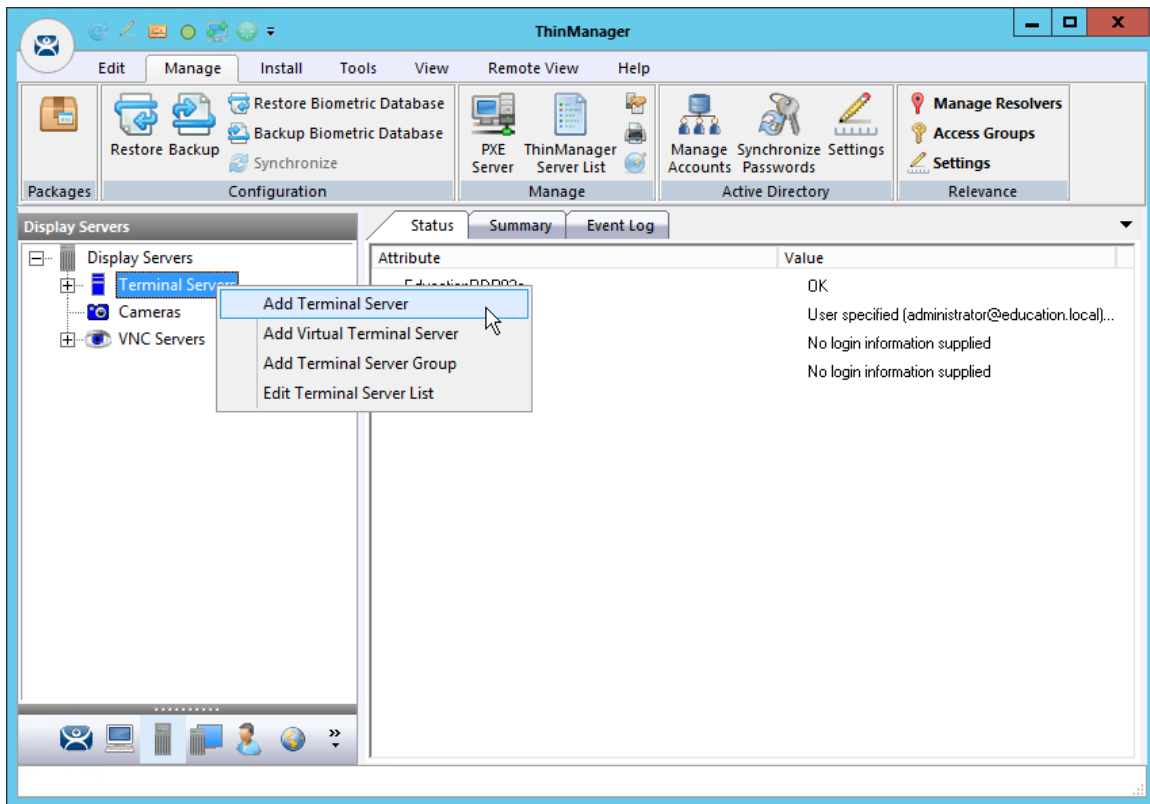 ThinManager
Edit Manage Install Tools View Remote View Help
Restore Biometric Database
Backup Biometric Database
Synchronize
Restore Backup
PXE Server
ThinManager Server List
Manage Accounts
Synchronize Passwords
Settings
Manage Resolvers
Access Groups
Settings
Packages Configuration Manage Active Directory Relevance
Display Servers
Status Summary Event Log
Display Servers
Terminal Servers
Cameras
VNC Servers
Add Terminal Server
Add Virtual Terminal Server
Add Terminal Server Group
Edit Terminal Server List
Attribute Value
OK
User specified (administrator@education.local)...
No login information supplied
No login information supplied